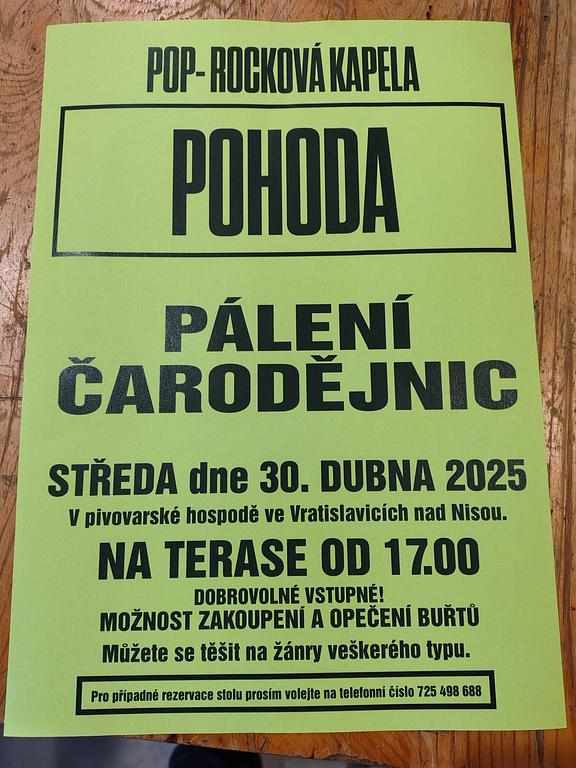 POP- ROCKOVÁ KAPELA
POHODA
PÁLENÍ
ČARODĚJNIC
STŘEDA dne 30. DUBNA 2025
V pivovarské hospodě ve Vratislavicích nad Nisou.
NA TERASE OD 17.00
DOBROVOLNÉ VSTUPNÉ!
MOŽNOST ZAKOUPENÍ A OPEČENÍ BUŘTŮ
Můžete se těšit na žánry veškerého typu.
Pro případné rezervace stolu prosím volejte na telefonní číslo 725 498 688